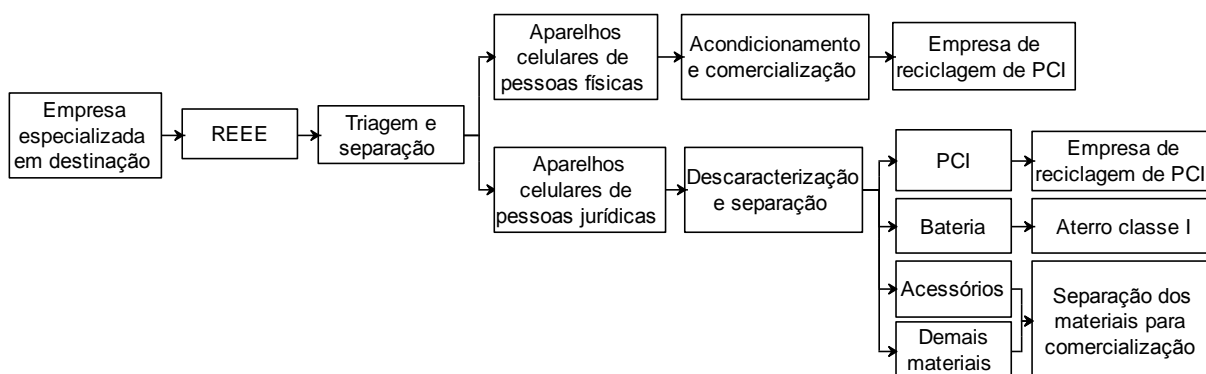 Empresa
especializada
em destinação
REEE
Triagem e
separação
Aparelhos
celulares de
pessoas físicas
Acondicionamento
e comercialização
Empresa de
reciclagem de PCI
Aparelhos
celulares de
pessoas jurídicas
Descaracterização
e separação
PCI
Empresa de
reciclagem de PCI
Bateria
Aterro classe I
Acessórios
Demais
materiais
Separação dos
materiais para
comercialização